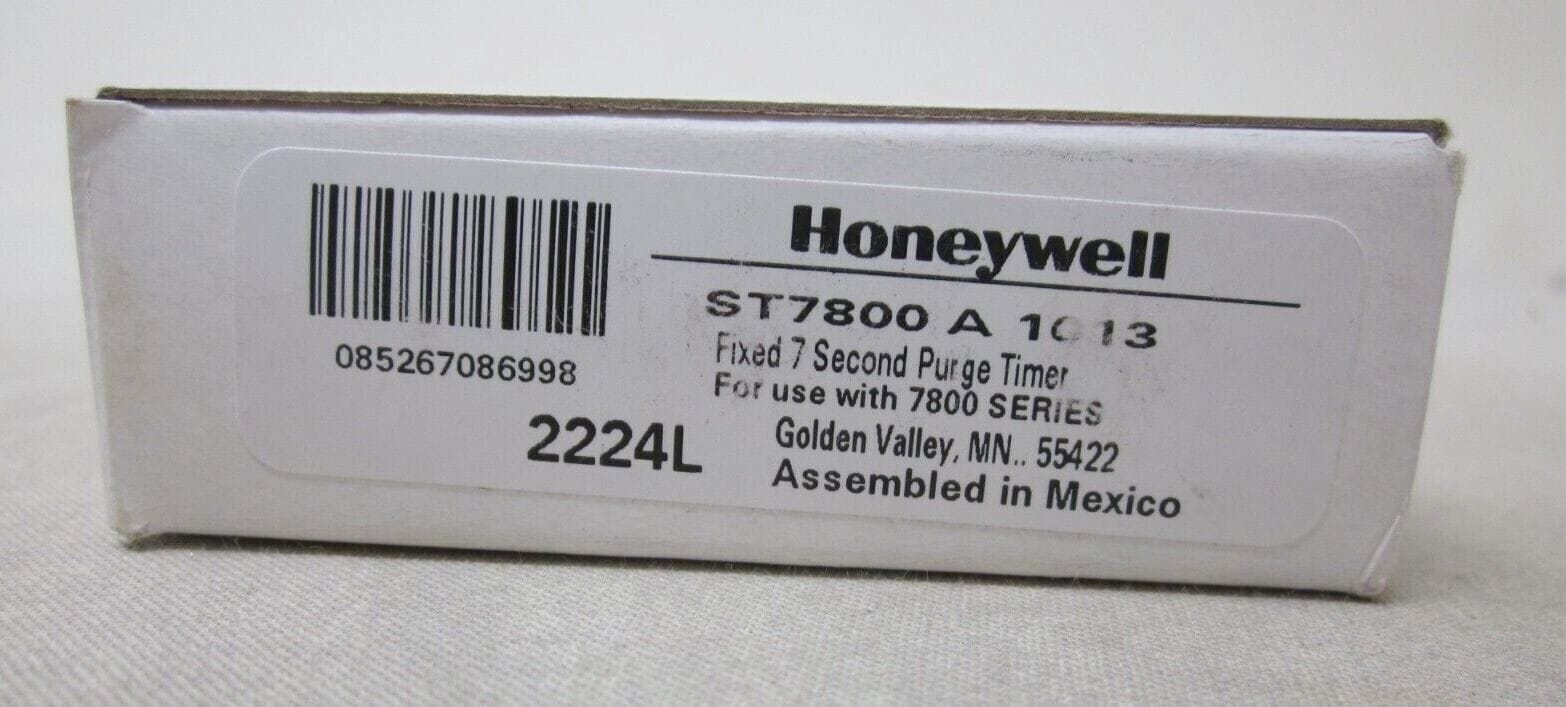 Honeywell
ST7800 A 1013
Fixed 7 Second Purge Timer
For use with 7800 SERIES
Golden Valley, MN.. 55422
Assembled in Mexico
085267086998
2224L